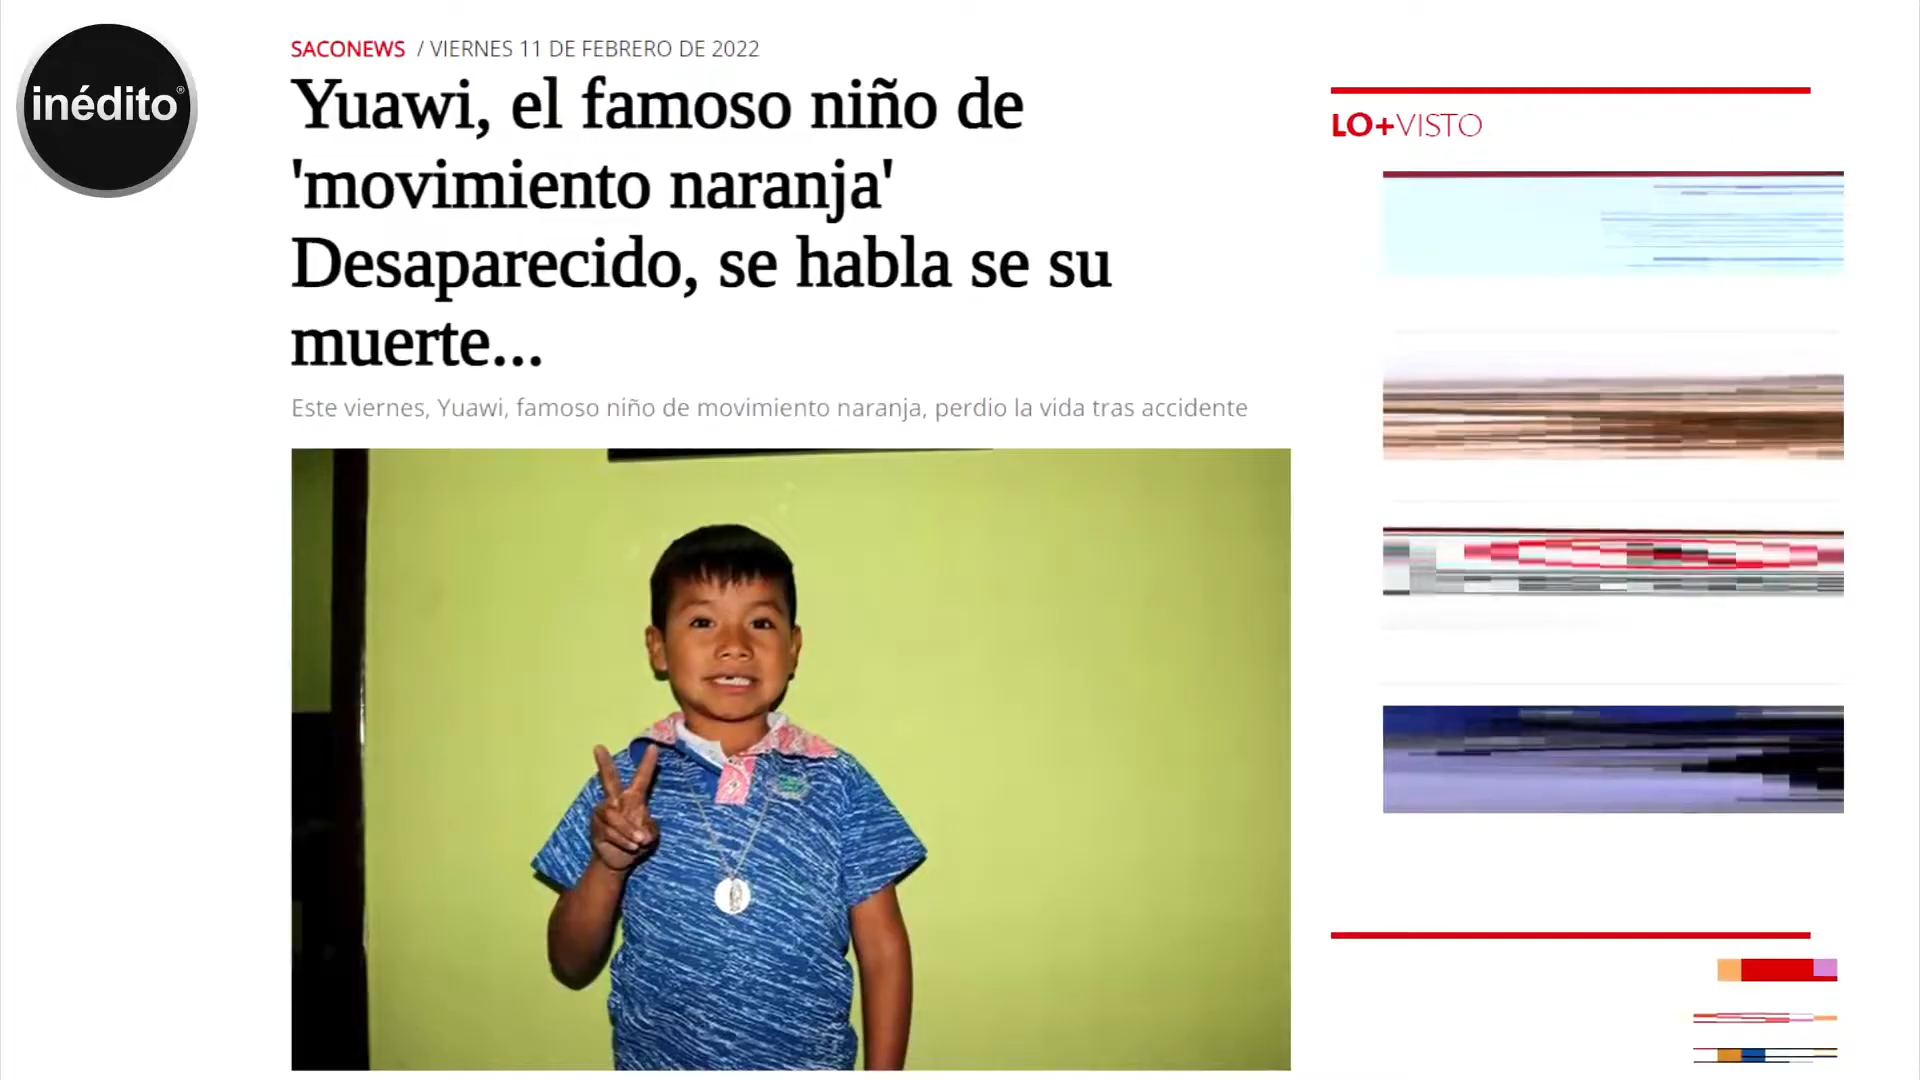 inédito®
SACONEWS / VIERNES 11 DE FEBRERO DE 2022
Yuawi, el famoso niño de
'movimiento naranja'
Desaparecido, se habla se su
muerte...
Este viernes, Yuawi, famoso niño de movimiento naranja, perdio la vida tras accidente
LO+VISTO